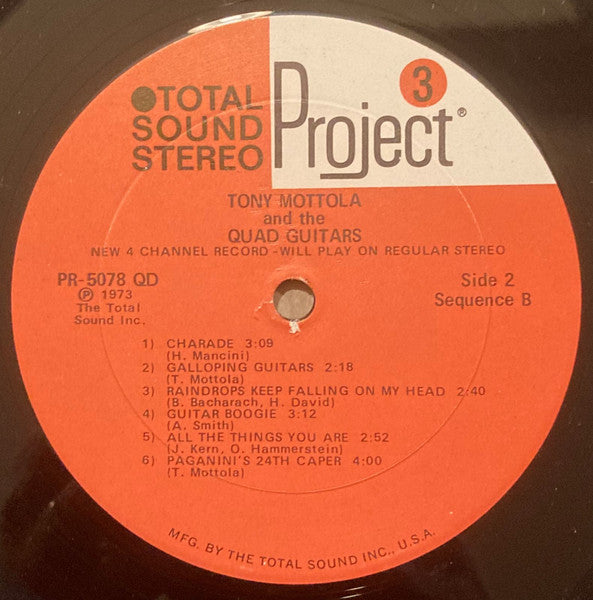 TOTAL
SOUND
STEREO
Project 3®
TONY MOTTOLA
and the
QUAD GUITARS
NEW 4 CHANNEL RECORD-WILL PLAY ON REGULAR STEREO
PR-5078 QD
Ⓟ 1973
The Total
Sound Inc.
Side 2
Sequence B
1) CHARADE 3:09
(H. Mancini)
2) GALLOPING GUITARS 2:18
(T. Mottola)
3) RAINDROPS KEEP FALLING ON MY HEAD 2:40
(B. Bacharach, H. David)
4) GUITAR BOOGIE 3:12
(A. Smith)
5) ALL THE THINGS YOU ARE 2:52
(J. Kern, O. Hammerstein)
6) PAGANINI'S 24TH CAPER 4:00
(T. Mottola)
MFG. BY THE TOTAL SOUND INC., U.S.A.